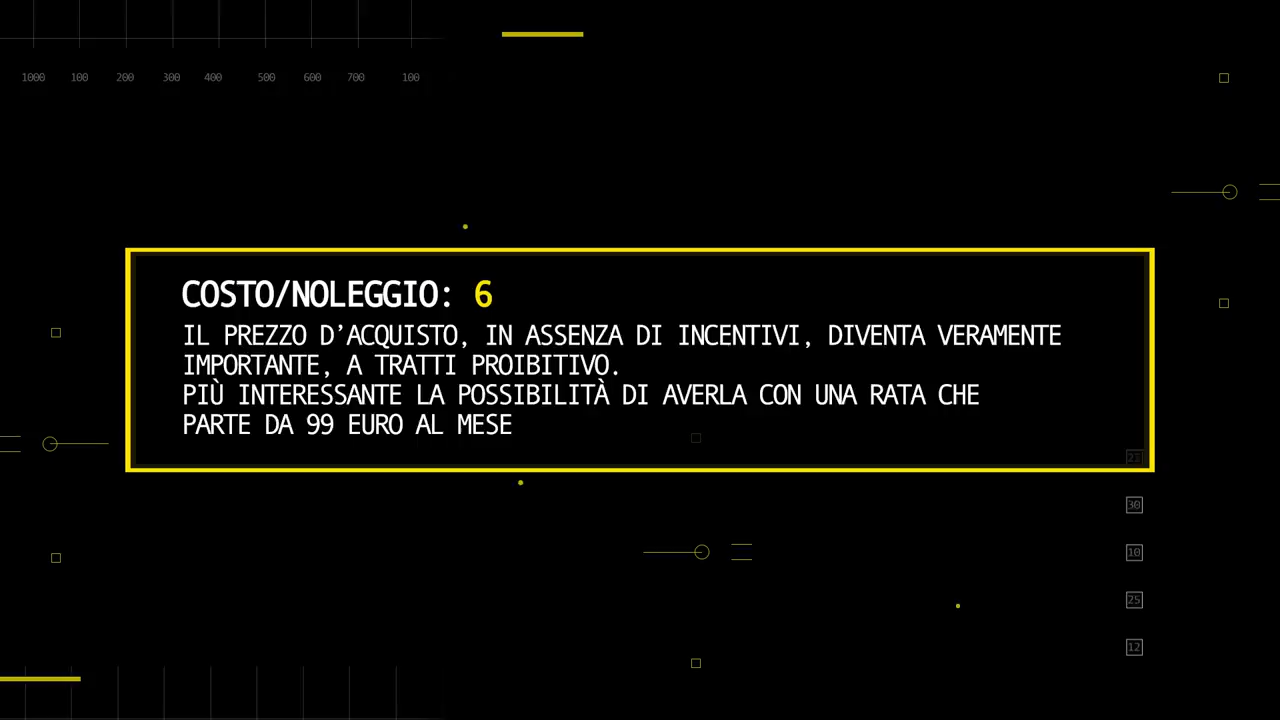 1000 100 200 300 400 500 600 700 100
COSTO/NOLEGGIO: 6
IL PREZZO D’ACQUISTO, IN ASSENZA DI INCENTIVI, DIVENTA VERAMENTE
IMPORTANTE, A TRATTI PROIBITIVO.
PIÙ INTERESSANTE LA POSSIBILITÀ DI AVERLA CON UNA RATA CHE
PARTE DA 99 EURO AL MESE
30
10
25
12